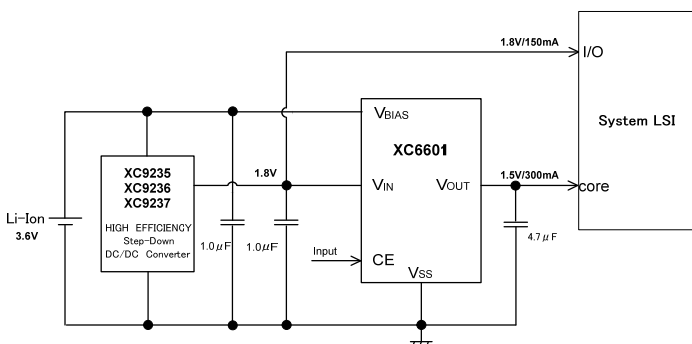 1.8V/150mA
I/O
System LSI
VBIAS
XC6601
XC9235
XC9236
XC9237
1.8V
VIN
VOUT
1.5V/300mA
core
Li-Ion
3.6V
HIGH EFFICIENCY
Step-Down
DC/DC Converter
1.0μF
1.0μF
Input
CE
4.7μF
VSS